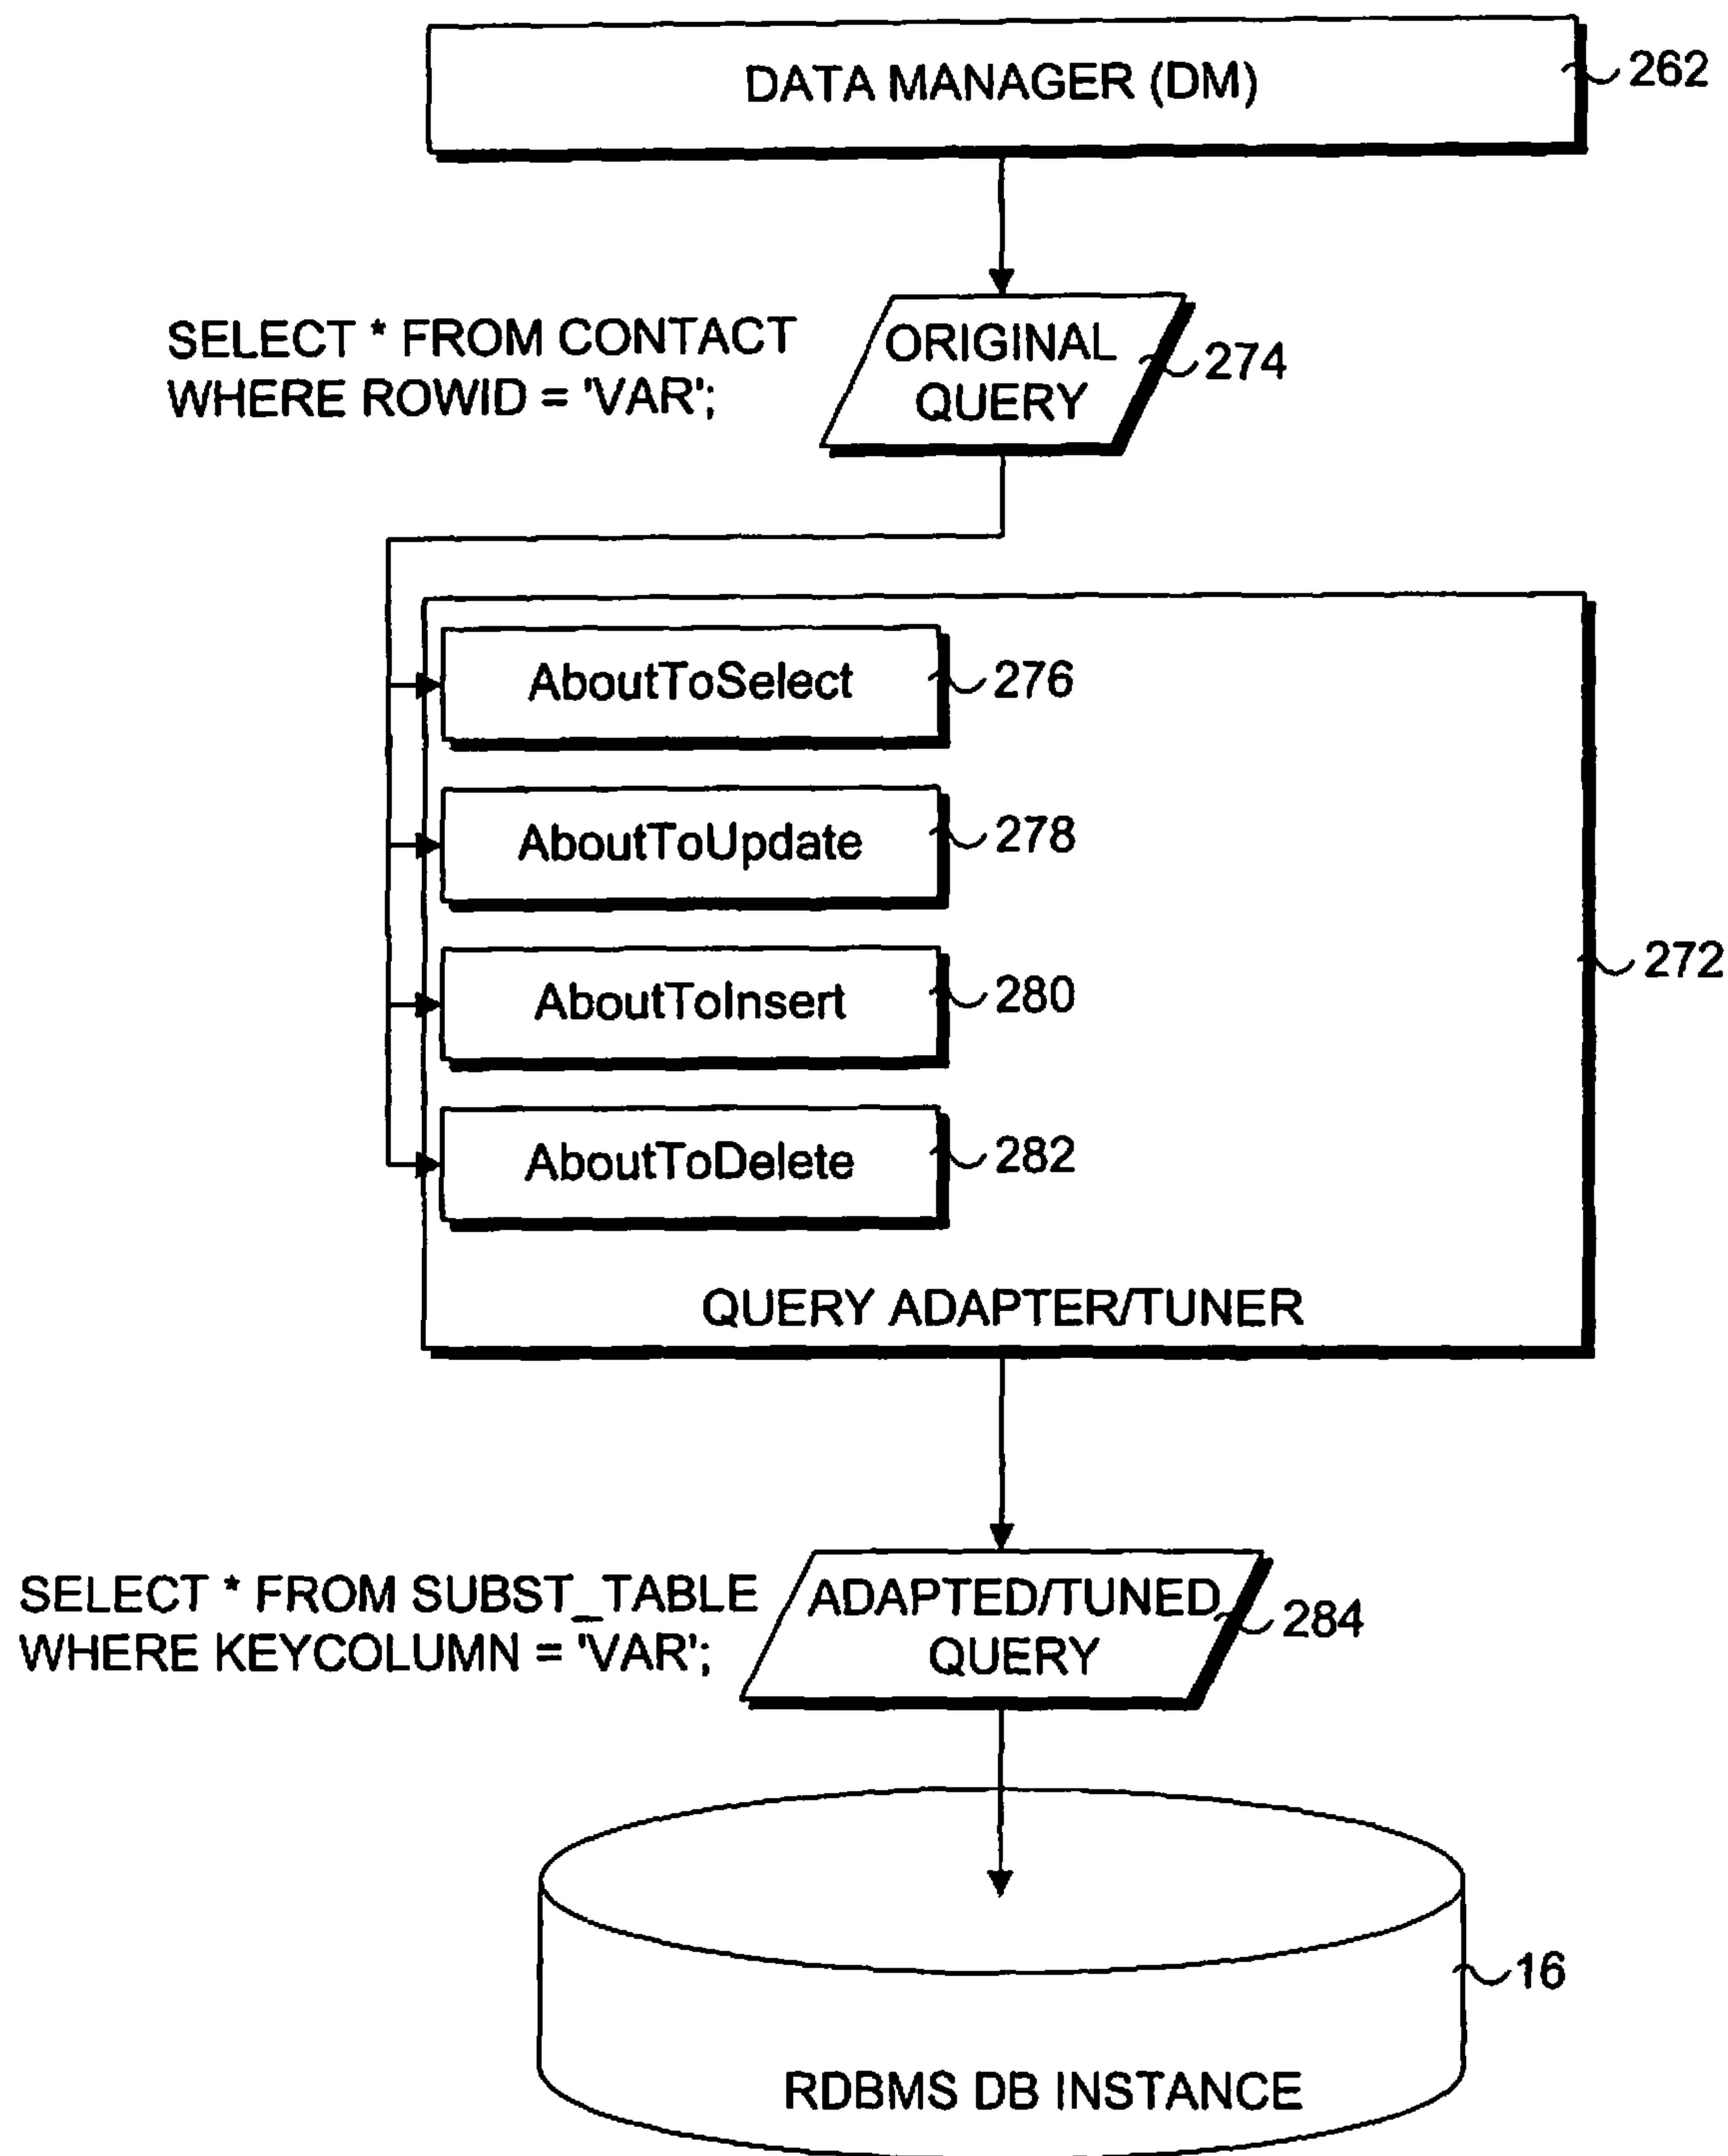 DATA MANAGER (DM)
262
SELECT * FROM CONTACT
WHERE ROWID = 'VAR';
ORIGINAL
QUERY
274
AboutToSelect
276
AboutToUpdate
278
AboutToInsert
280
AboutToDelete
282
272
QUERY ADAPTER/TUNER
SELECT * FROM SUBST_TABLE
WHERE KEYCOLUMN = 'VAR';
ADAPTED/TUNED
QUERY
284
16
RDBMS DB INSTANCE